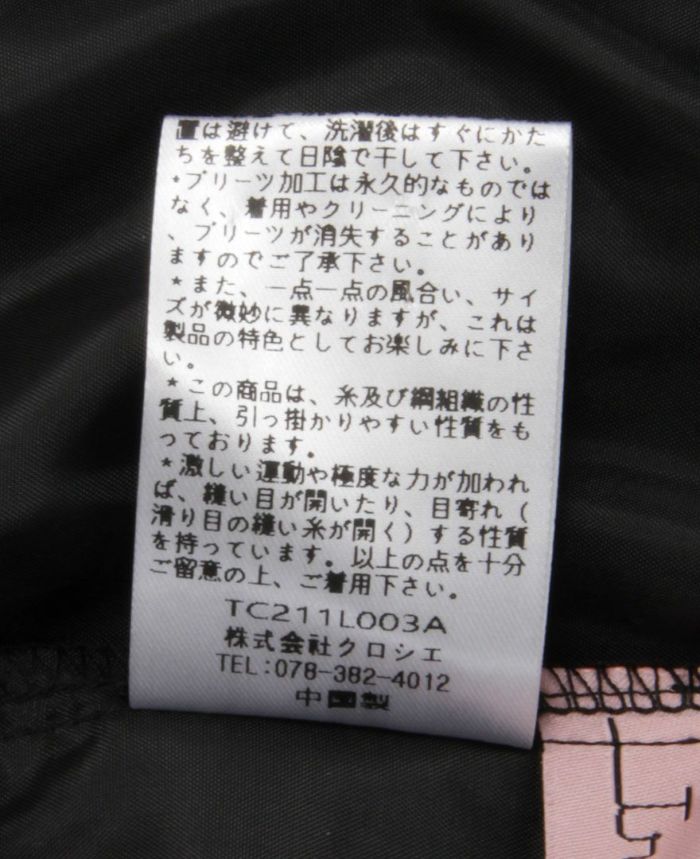 置は避けて、洗濯後はすぐにかた
ちを整えて日陰で干して下さい。
*プリーツ加工は永久的なものでは
なく、着用やクリーニングにより
、プリーツが消失することがあり
ますのでご了承下さい。
*また、一点一点の風合い、サイ
ズが微妙に異なりますが、これは
製品の特色としてお楽しみに下さ
い。
*この商品は、糸及び綱組織の性
質上、引っ掛かりやすい性質をも
っております。
*激しい運動や極度な力が加われ
ば、縫い目が開いたり、目寄れ（
滑り目の縫い糸が開く）する性質
を持っています。以上の点を十分
ご留意の上、ご着用下さい。
TC211L003A
株式会社クロシェ
TEL:078-382-4012
中国製